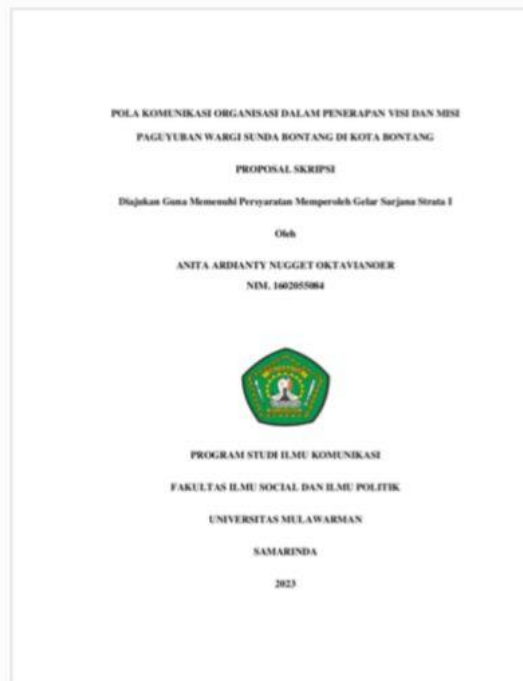 POLA KOMUNIKASI ORGANISASI DALAM PENERAPAN VISI DAN MISI
PAGUYUBAN WARGI SUNDA BONTANG DI KOTA BONTANG
PROPOSAL SKRIPSI
Diajukan Guna Memenuhi Persyaratan Memperoleh Gelar Sarjana Strata I
Oleh
ANITA ARDIANTY NUGGET OKTAVIANOER
NIM. 1602055084
PROGRAM STUDI ILMU KOMUNIKASI
FAKULTAS ILMU SOCIAL DAN ILMU POLITIK
UNIVERSITAS MULAWARMAN
SAMARINDA
2023